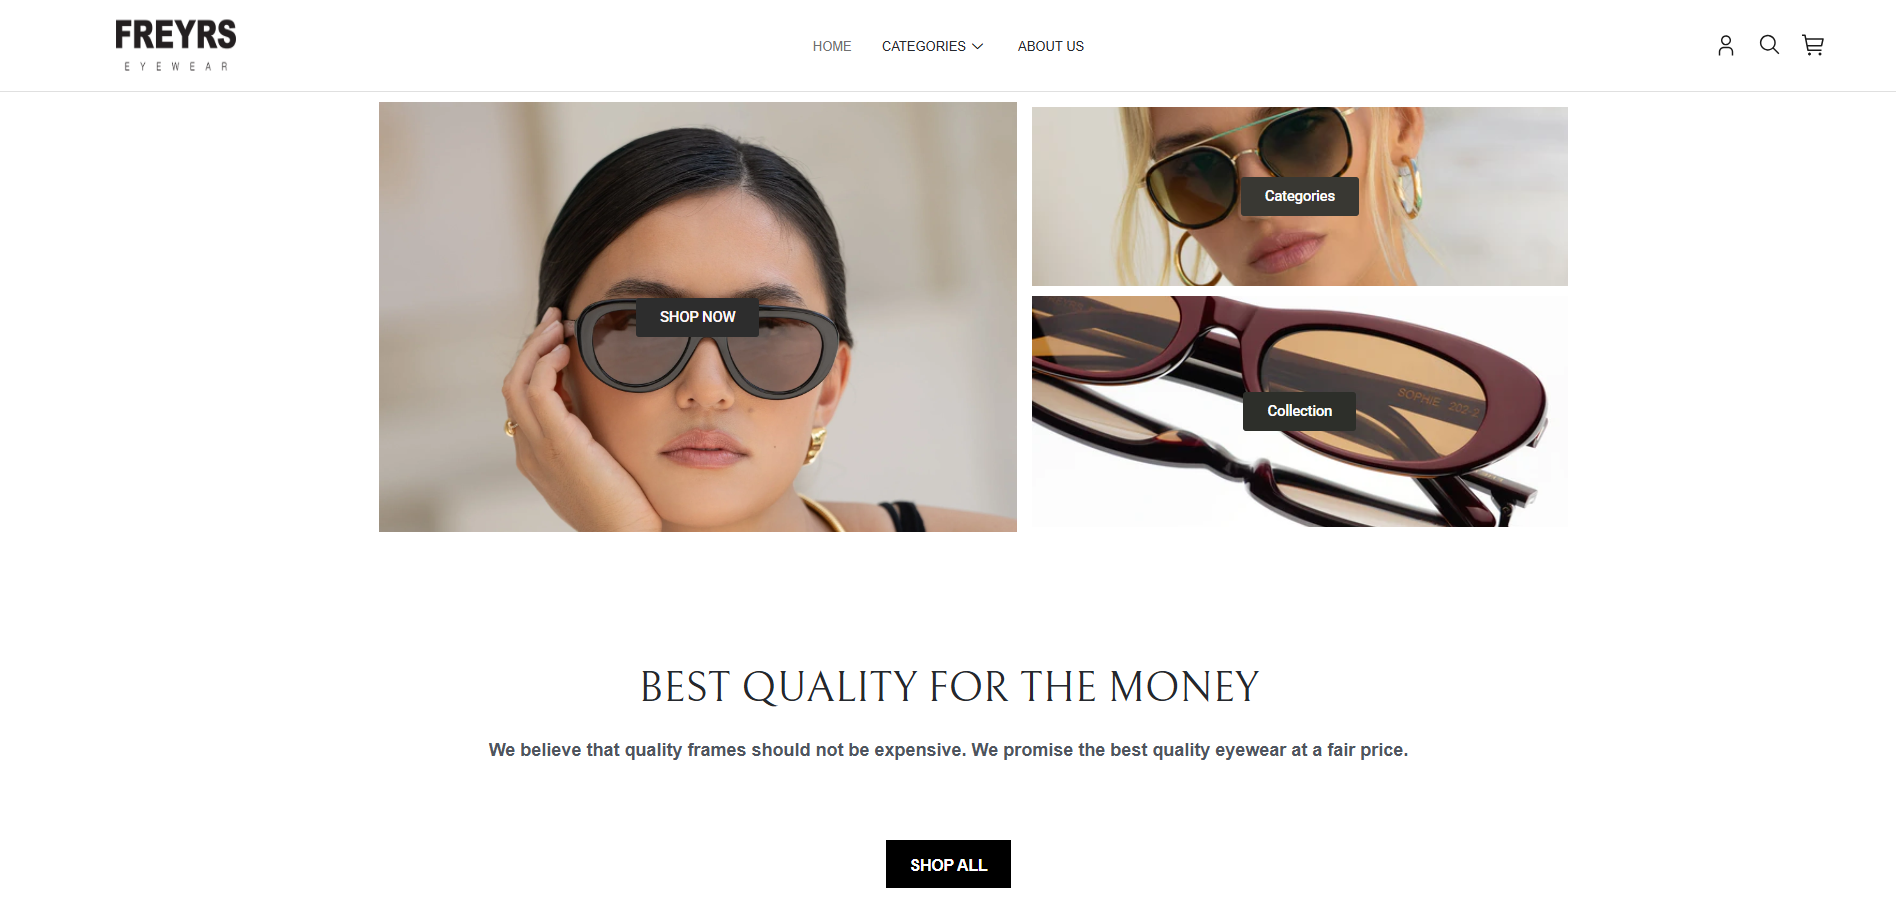 FREYRS
EYEWEAR
HOME
CATEGORIES
ABOUT US
SHOP NOW
Categories
SOPHIE 202-2
Collection
BEST QUALITY FOR THE MONEY
We believe that quality frames should not be expensive. We promise the best quality eyewear at a fair price.
SHOP ALL